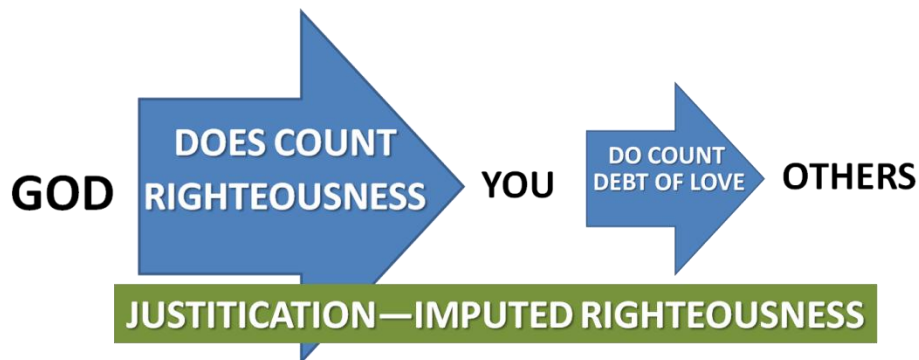 GOD
DOES COUNT
RIGHTEOUSNESS
YOU
DO COUNT
DEBT OF LOVE
OTHERS
JUSTITICATION—IMPUTED RIGHTEOUSNESS